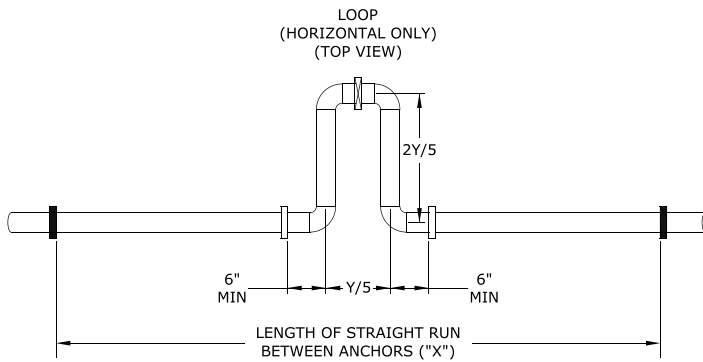 LOOP
(HORIZONTAL ONLY)
(TOP VIEW)
2Y/5
6"
MIN
Y/5
6"
MIN
LENGTH OF STRAIGHT RUN
BETWEEN ANCHORS ("X")